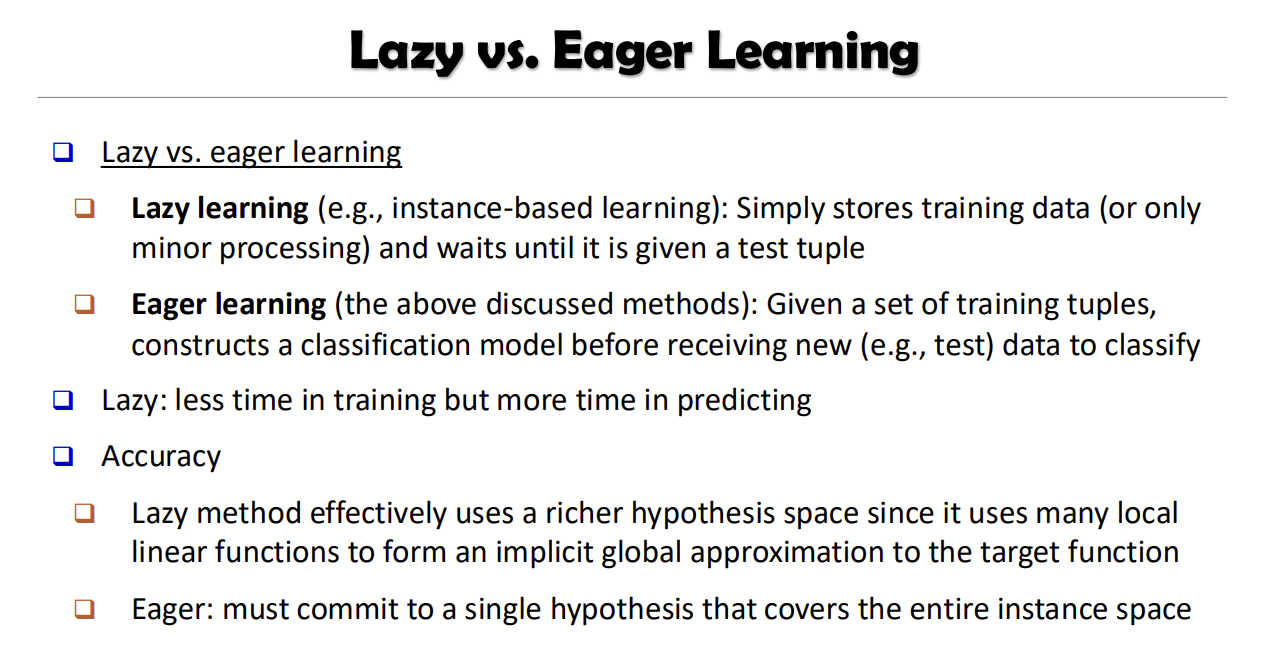 Lazy vs. Eager Learning
Lazy vs. eager learning
Lazy learning (e.g., instance-based learning): Simply stores training data (or only
minor processing) and waits until it is given a test tuple
Eager learning (the above discussed methods): Given a set of training tuples,
constructs a classification model before receiving new (e.g., test) data to classify
Lazy: less time in training but more time in predicting
Accuracy
Lazy method effectively uses a richer hypothesis space since it uses many local
linear functions to form an implicit global approximation to the target function
Eager: must commit to a single hypothesis that covers the entire instance space